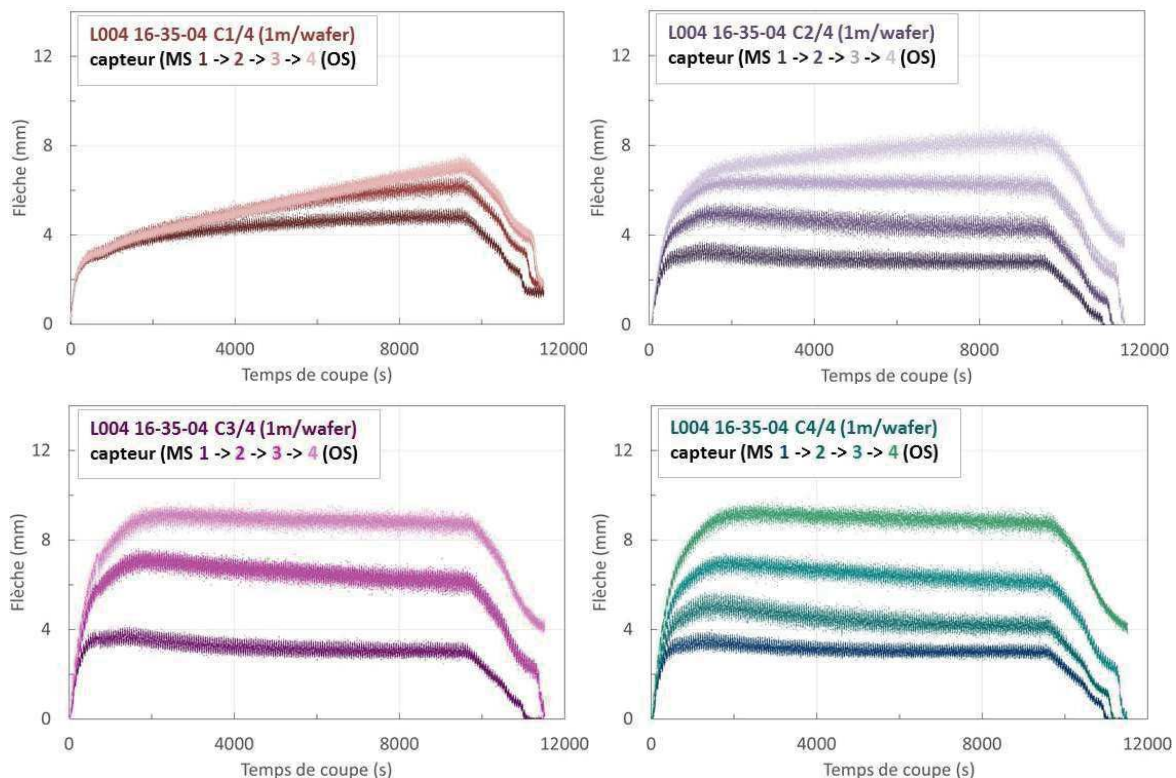 L004 16-35-04 C1/4 (1m/wafer)
capteur (MS 1 -> 2 -> 3 -> 4 (OS)
12
8
4
0
Flèche (mm)
0 4000 8000 12000
Temps de coupe (s)
L004 16-35-04 C2/4 (1m/wafer)
capteur (MS 1 -> 2 -> 3 -> 4 (OS)
12
8
4
0
Flèche (mm)
0 4000 8000 12000
Temps de coupe (s)
L004 16-35-04 C3/4 (1m/wafer)
capteur (MS 1 -> 2 -> 3 -> 4 (OS)
12
8
4
0
Flèche (mm)
0 4000 8000 12000
Temps de coupe (s)
L004 16-35-04 C4/4 (1m/wafer)
capteur (MS 1 -> 2 -> 3 -> 4 (OS)
12
8
4
0
Flèche (mm)
0 4000 8000 12000
Temps de coupe (s)